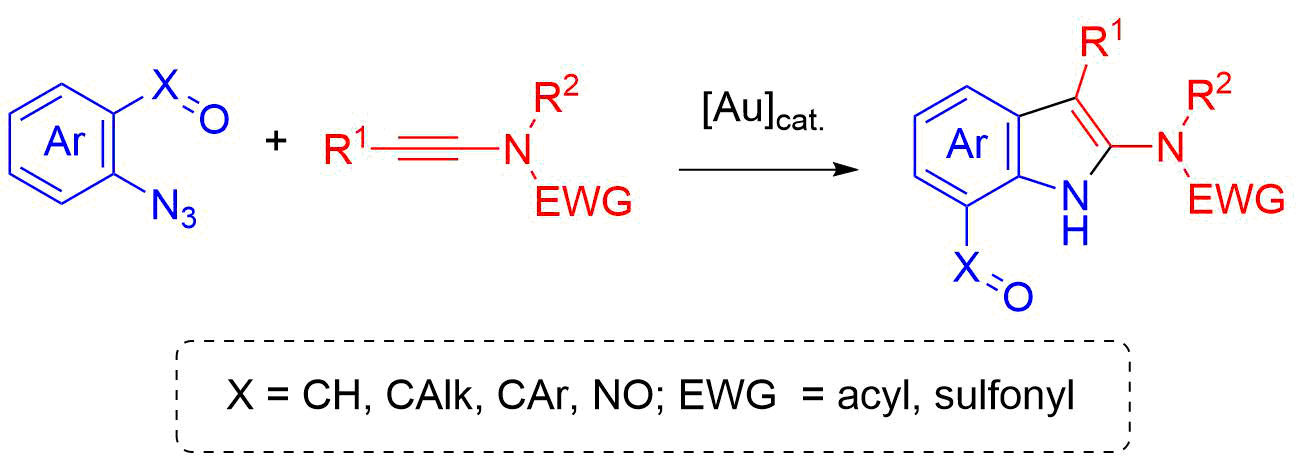 X
O
Ar
N₃
+
R¹
N
R²
EWG
[Au]cat.
R¹
R²
Ar
N
EWG
N
H
X
O
X = CH, CAlk, CAr, NO; EWG = acyl, sulfonyl